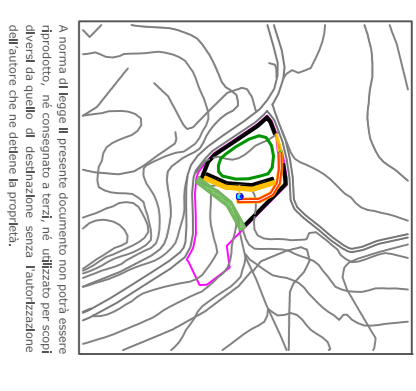 A norma di legge il presente documento non potrà essere
riprodotto, né consegnato a terzi, né utilizzato per scopi
diversi da quello di destinazione senza l'autorizzazione
dell'autore che ne detiene la proprietà.